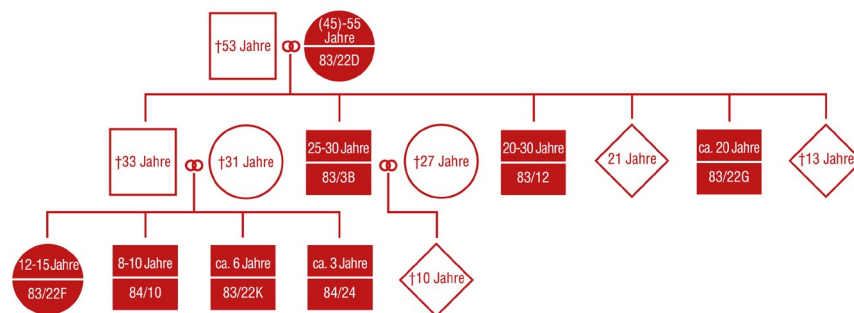 †53 Jahre
(45)-55
Jahre
83/22D
†33 Jahre
†31 Jahre
25-30 Jahre
83/3B
†27 Jahre
20-30 Jahre
83/12
21 Jahre
ca. 20 Jahre
83/22G
†13 Jahre
12-15Jahre
83/22F
8-10 Jahre
84/10
ca. 6 Jahre
83/22K
ca. 3 Jahre
84/24
†10 Jahre